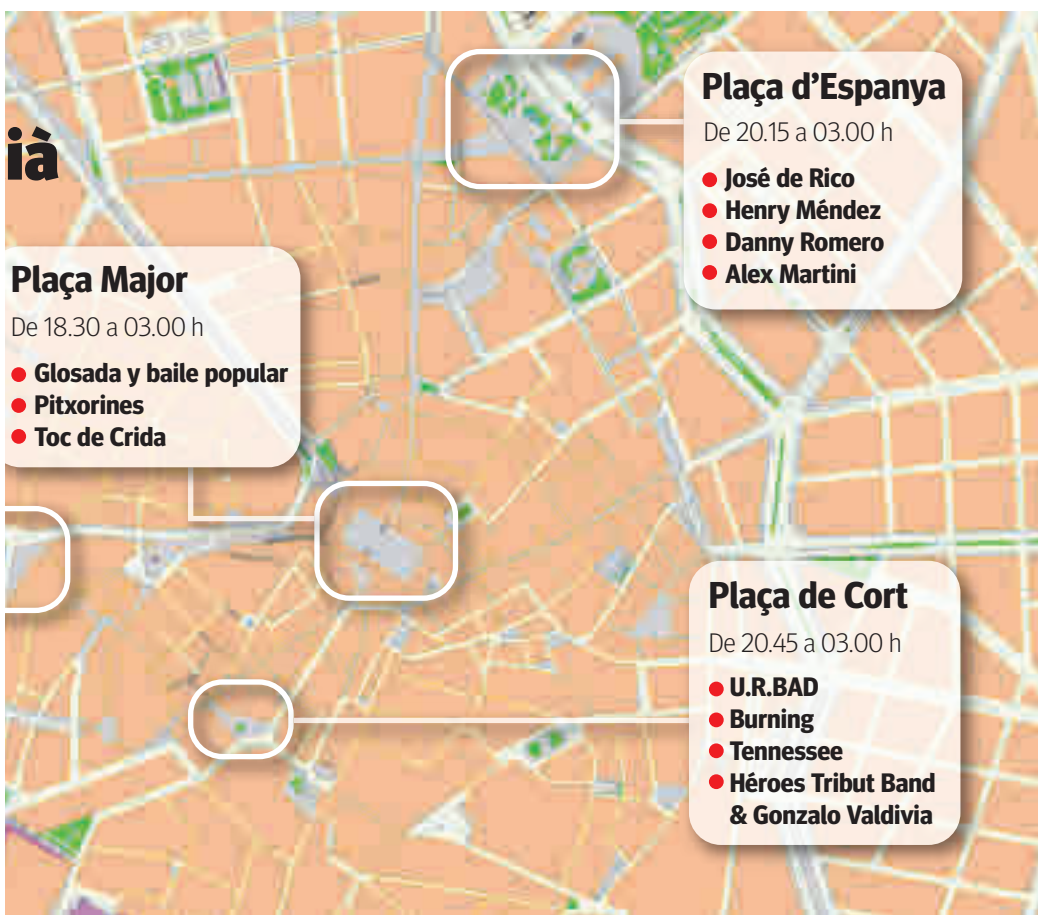 ià
Plaça d’Espanya
De 20.15 a 03.00 h
● José de Rico
● Henry Méndez
● Danny Romero
● Alex Martini
Plaça Major
De 18.30 a 03.00 h
● Glosada y baile popular
● Pitxorines
● Toc de Crida
Plaça de Cort
De 20.45 a 03.00 h
● U.R.BAD
● Burning
● Tennessee
● Héroes Tribut Band
& Gonzalo Valdivia